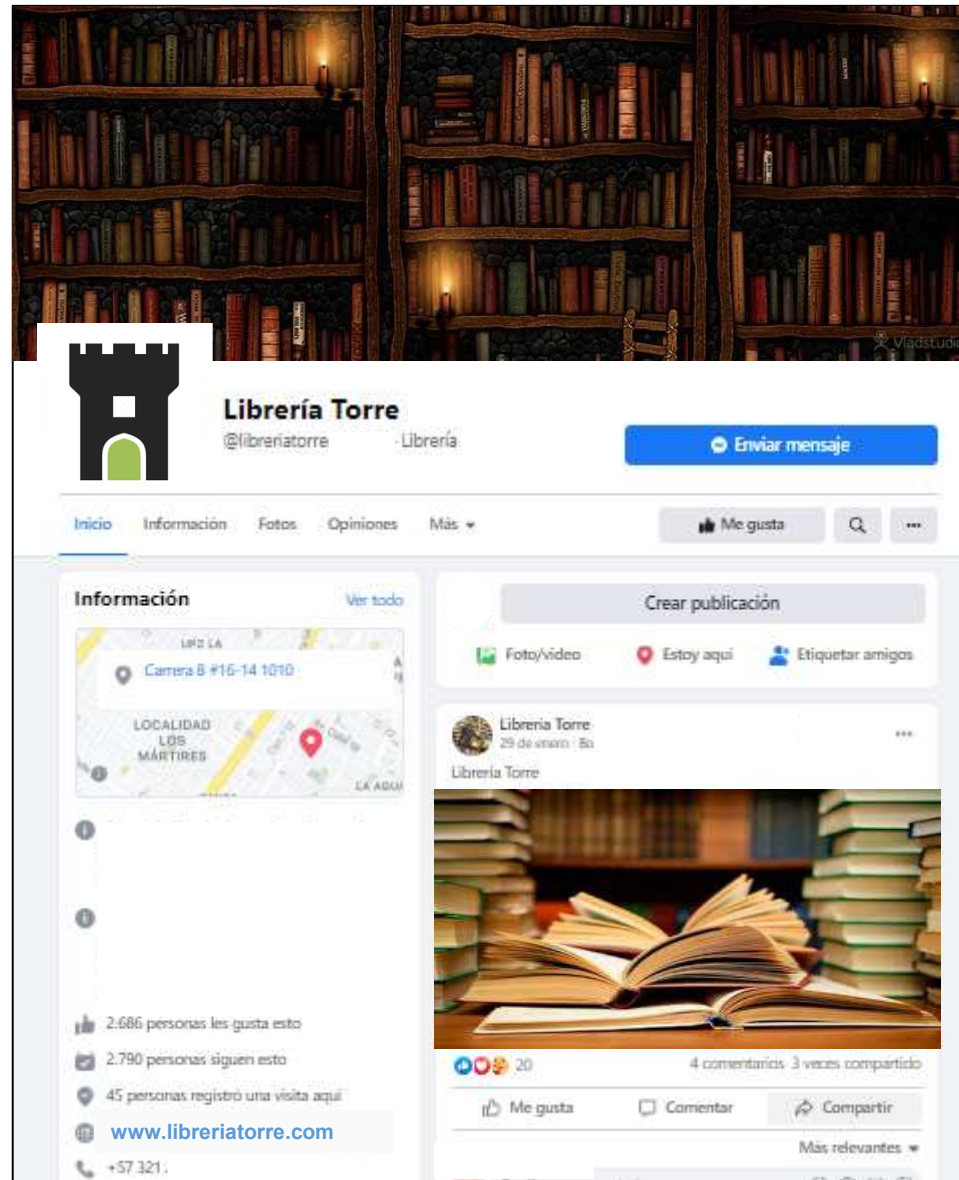 Vladstudio
Librería Torre
@libreriatorre · Librería
Enviar mensaje
Inicio Información Fotos Opiniones Más
Me gusta
Información Ver todo
Carrera 8 #16-14 1010
LOCALIDAD
LOS
MÁRTIRES
2.686 personas les gusta esto
2.790 personas siguen esto
45 personas registró una visita aquí
www.libreriatorre.com
+57 321
Crear publicación
Foto/video Estoy aquí Etiquetar amigos
Libreria Torre
29 de enero · Bo
Libreria Torre
20 4 comentarios 3 veces compartido
Me gusta Comentar Compartir
Más relevantes